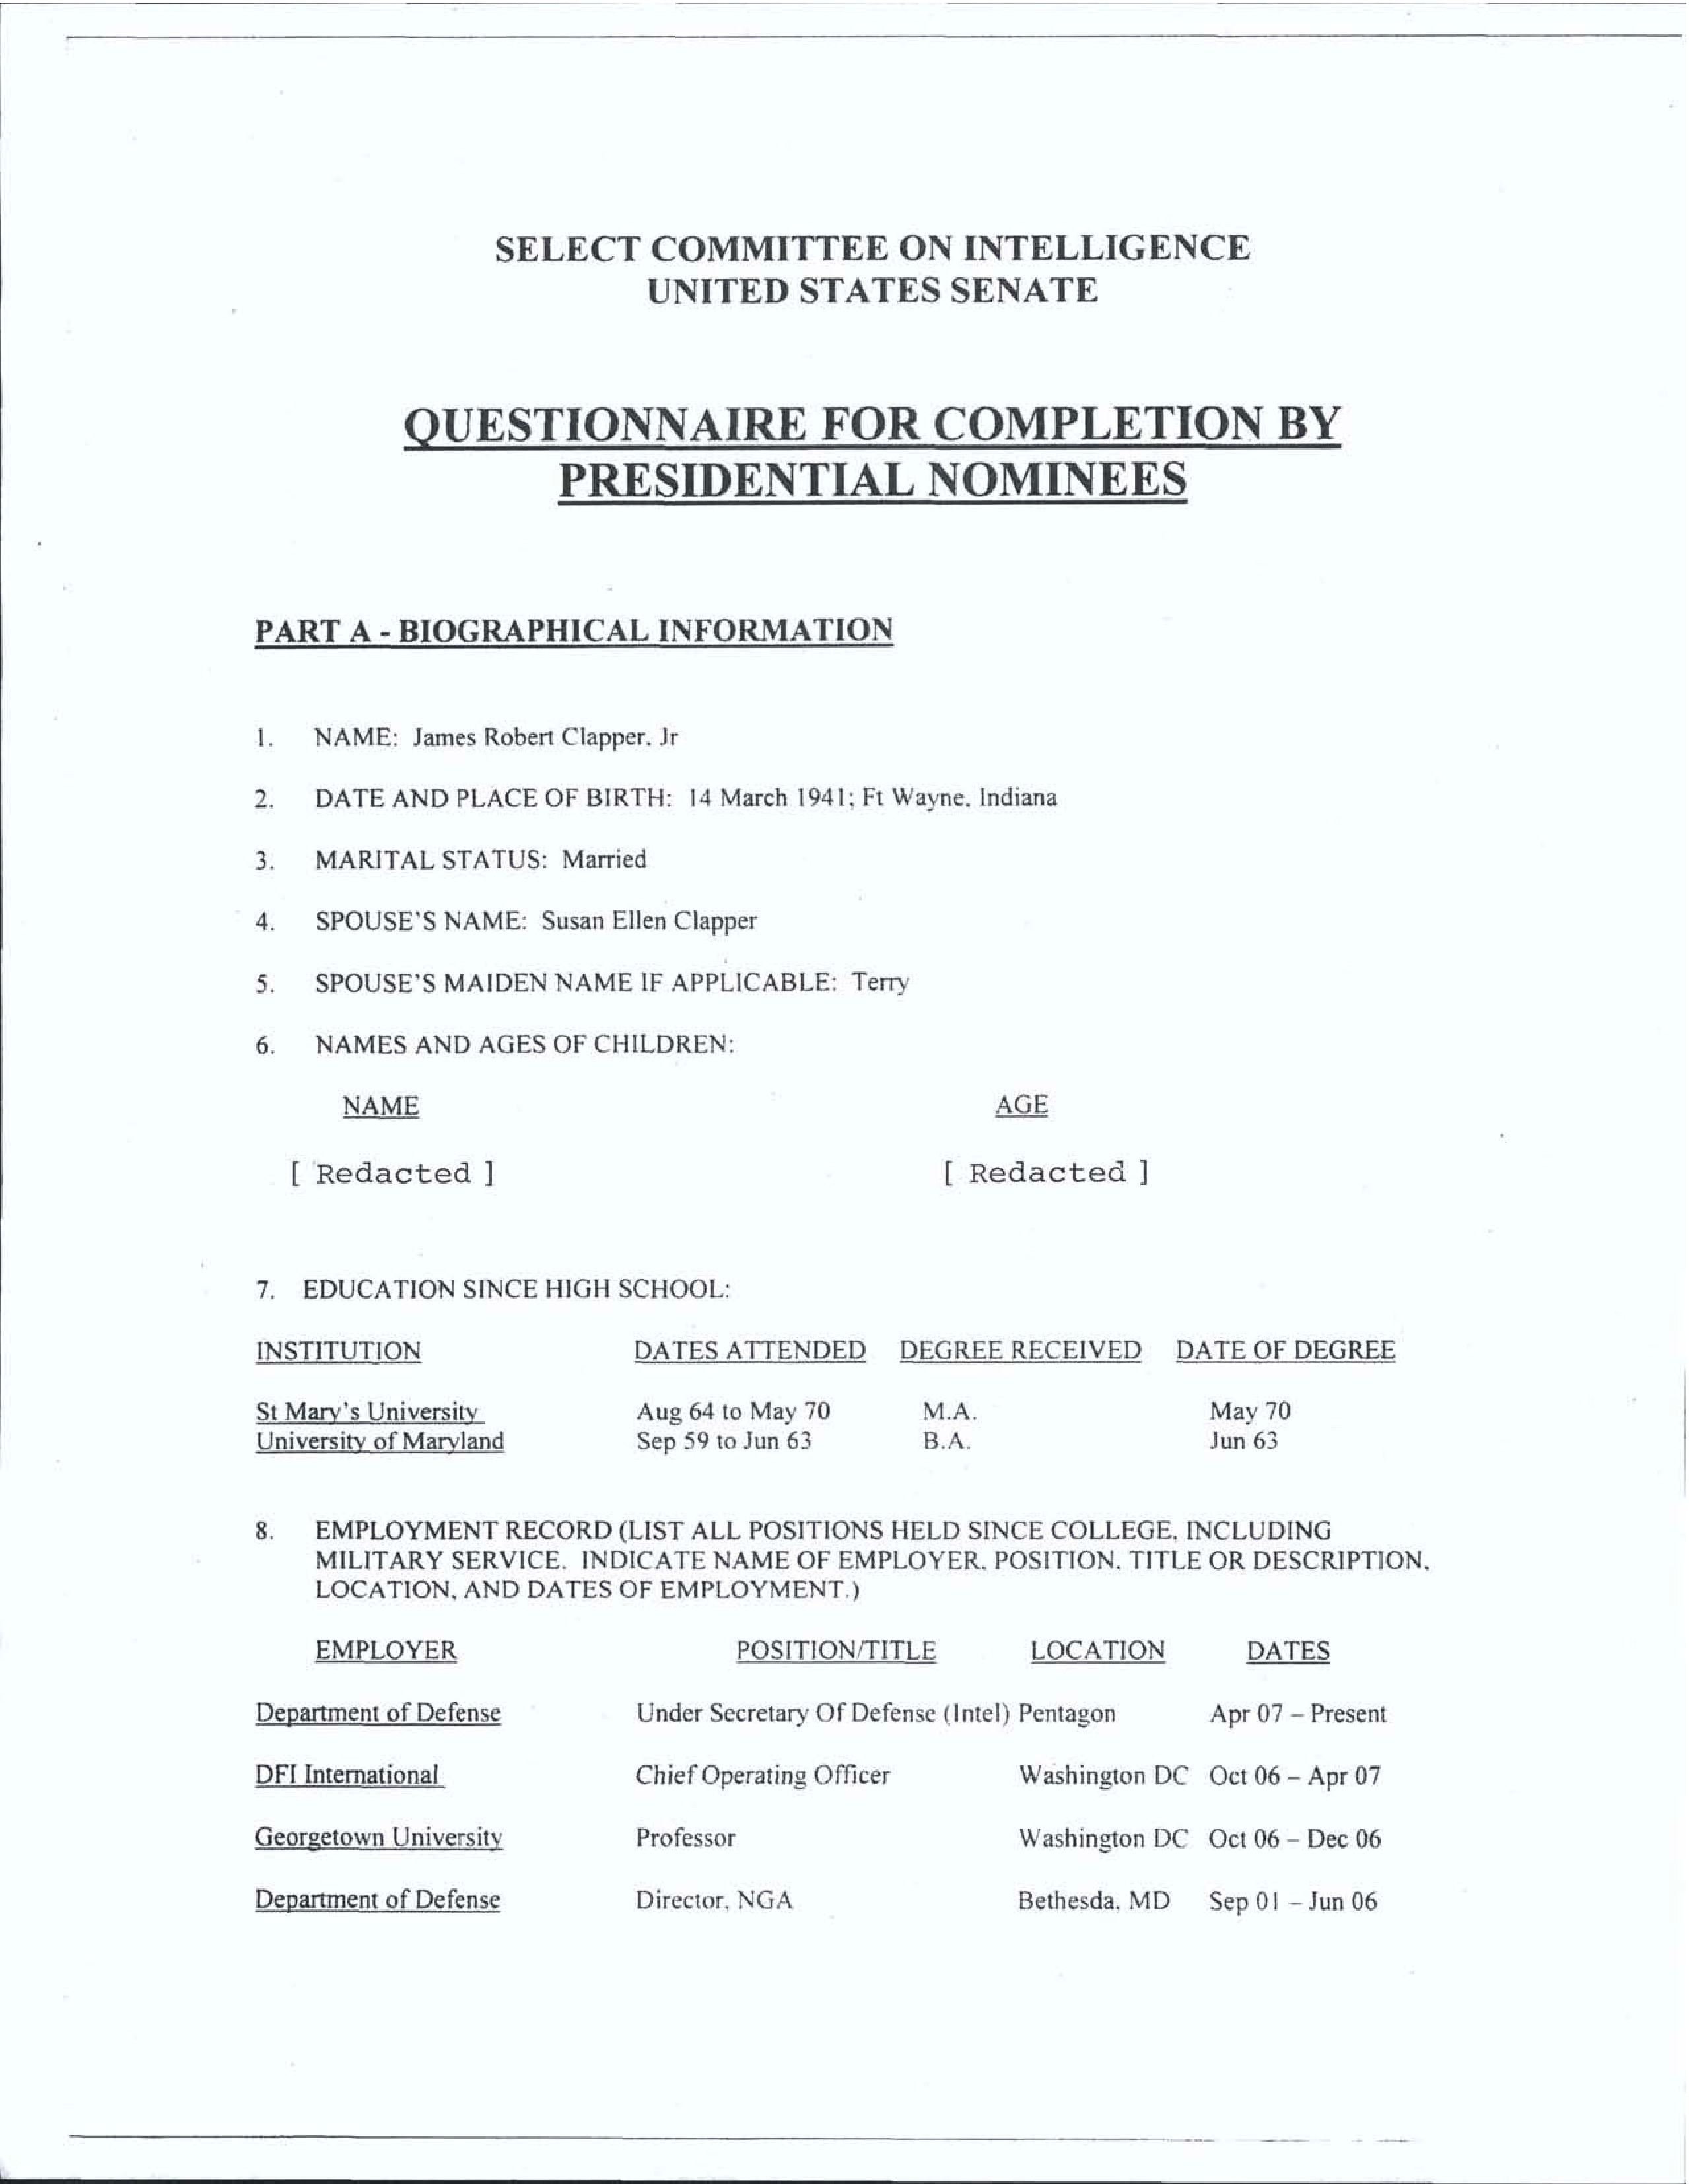 SELECT COMMITTEE ON INTELLIGENCE
UNITED STATES SENATE
QUESTIONNAIRE FOR COMPLETION BY
PRESIDENTIAL NOMINEES
PART A - BIOGRAPHICAL INFORMATION
1. NAME: James Robert Clapper, Jr
2. DATE AND PLACE OF BIRTH: 14 March 1941; Ft Wayne, Indiana
3. MARITAL STATUS: Married
4. SPOUSE'S NAME: Susan Ellen Clapper
5. SPOUSE'S MAIDEN NAME IF APPLICABLE: Terry
6. NAMES AND AGES OF CHILDREN:
NAME AGE
[ Redacted ] [ Redacted ]
7. EDUCATION SINCE HIGH SCHOOL:
INSTITUTION DATES ATTENDED DEGREE RECEIVED DATE OF DEGREE
St Mary's University Aug 64 to May 70 M.A. May 70
University of Maryland Sep 59 to Jun 63 B.A. Jun 63
8. EMPLOYMENT RECORD (LIST ALL POSITIONS HELD SINCE COLLEGE, INCLUDING
MILITARY SERVICE. INDICATE NAME OF EMPLOYER, POSITION, TITLE OR DESCRIPTION,
LOCATION, AND DATES OF EMPLOYMENT.)
EMPLOYER POSITION/TITLE LOCATION DATES
Department of Defense Under Secretary Of Defense (Intel) Pentagon Apr 07 – Present
DFI International Chief Operating Officer Washington DC Oct 06 – Apr 07
Georgetown University Professor Washington DC Oct 06 – Dec 06
Department of Defense Director, NGA Bethesda, MD Sep 01 – Jun 06